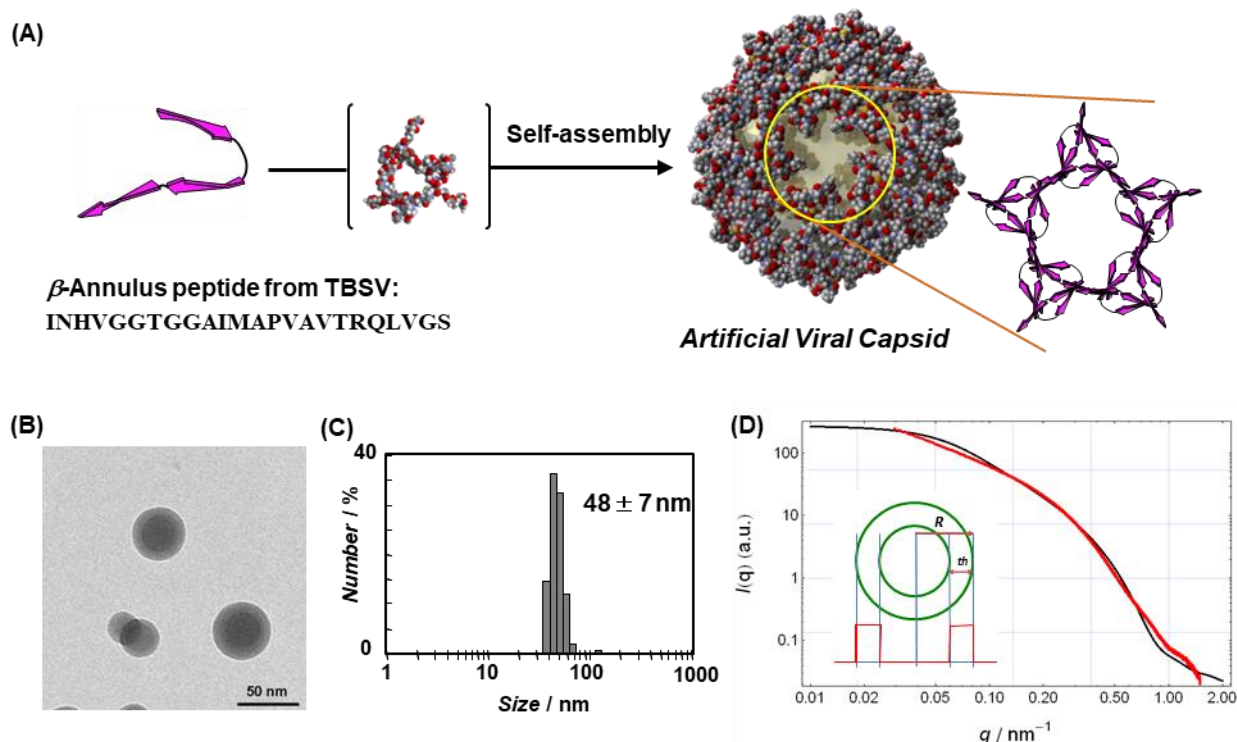 (A)
Self-assembly
β-Annulus peptide from TBSV:
INHVGGTGGAIMAPVAVTRQLVGS
Artificial Viral Capsid
(B)
50 nm
(C)
40
0
Number / %
48 ± 7 nm
1
10
100
1000
Size / nm
(D)
100
10
1
0.1
I(q) (a.u.)
R
th
0.01
0.02
0.05
0.10
0.20
0.50
1.00
2.00
q / nm⁻¹